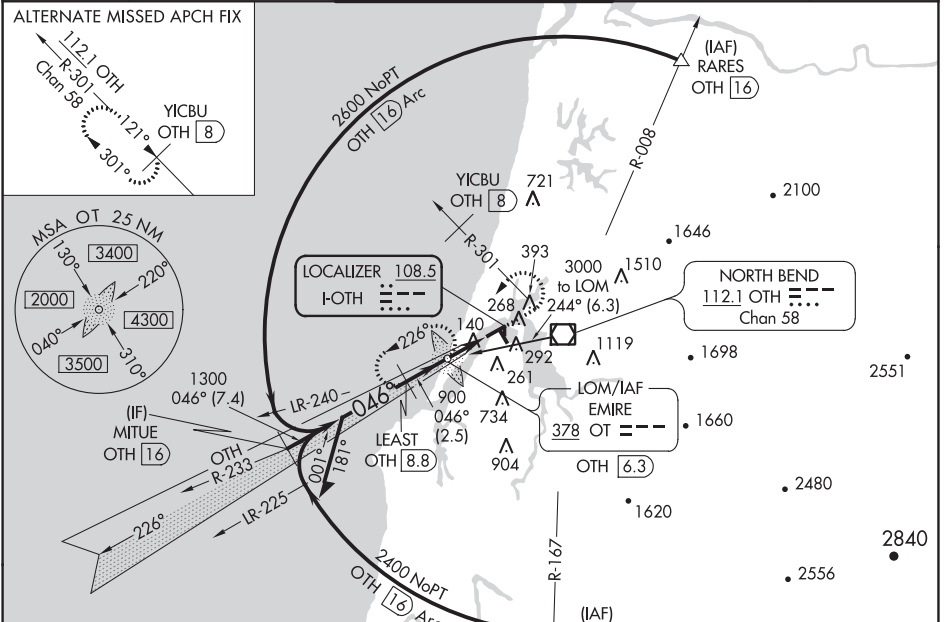 ALTERNATE MISSED APCH FIX
112.1 OTH
R-301
Chan 58
YICBU
OTH 8
121°
301°
MSA OT 25 NM
130°
3400
220°
2000
4300
040°
3500
310°
2600 NoPT
OTH 16 Arc
(IAF)
RARES
OTH 16
R-008
YICBU
OTH 8
721
2100
1646
R-301
393
3000
to LOM
244° (6.3)
1510
LOCALIZER 108.5
I-OTH
268
NORTH BEND
112.1 OTH
Chan 58
226°
140
292
1119
1698
2551
261
1300
046° (7.4)
LR-240
046°
900
046°
(2.5)
734
LOM/IAF
EMIRE
378 OT
OTH 6.3
1660
(IF)
MITUE
OTH 16
LEAST
OTH 8.8
904
OTH
R-233
001°
181°
LR-225
226°
2480
1620
2840
R-167
2556
2400 NoPT
OTH 16 Arc
(IAF)